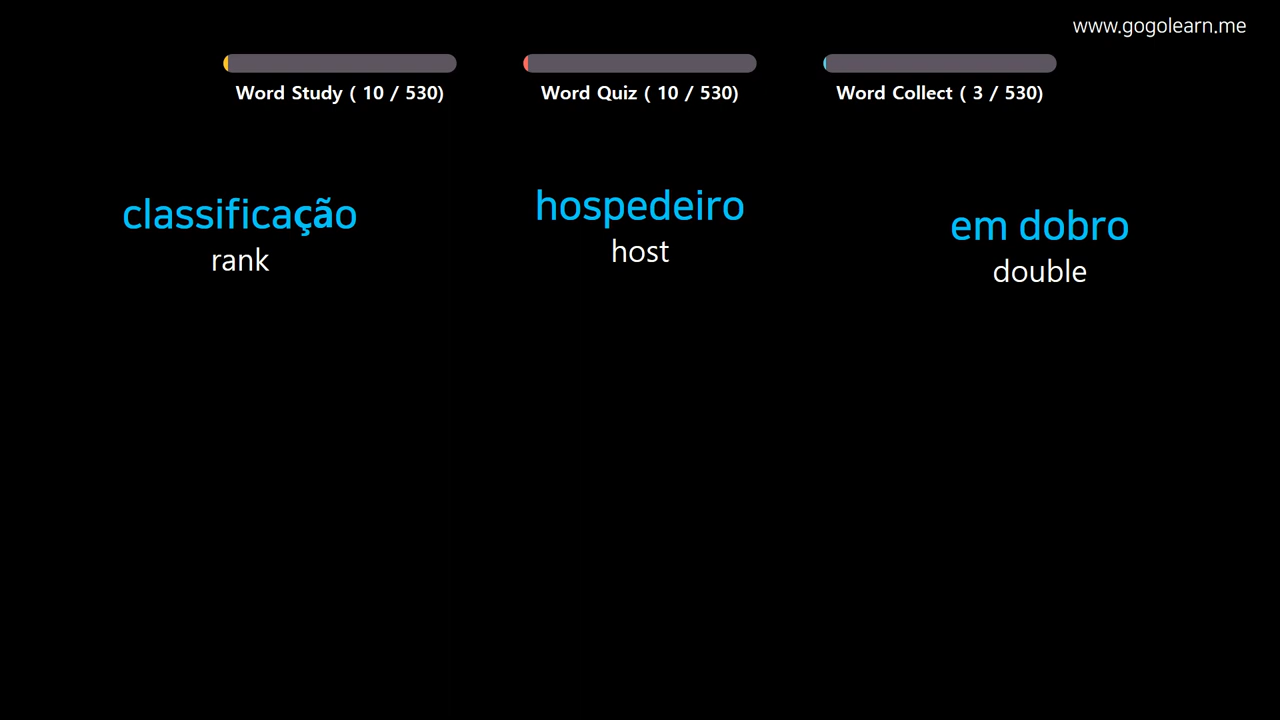 www.gogolearn.me
Word Study ( 10 / 530)
Word Quiz ( 10 / 530)
Word Collect ( 3 / 530)
classificação
rank
hospedeiro
host
em dobro
double